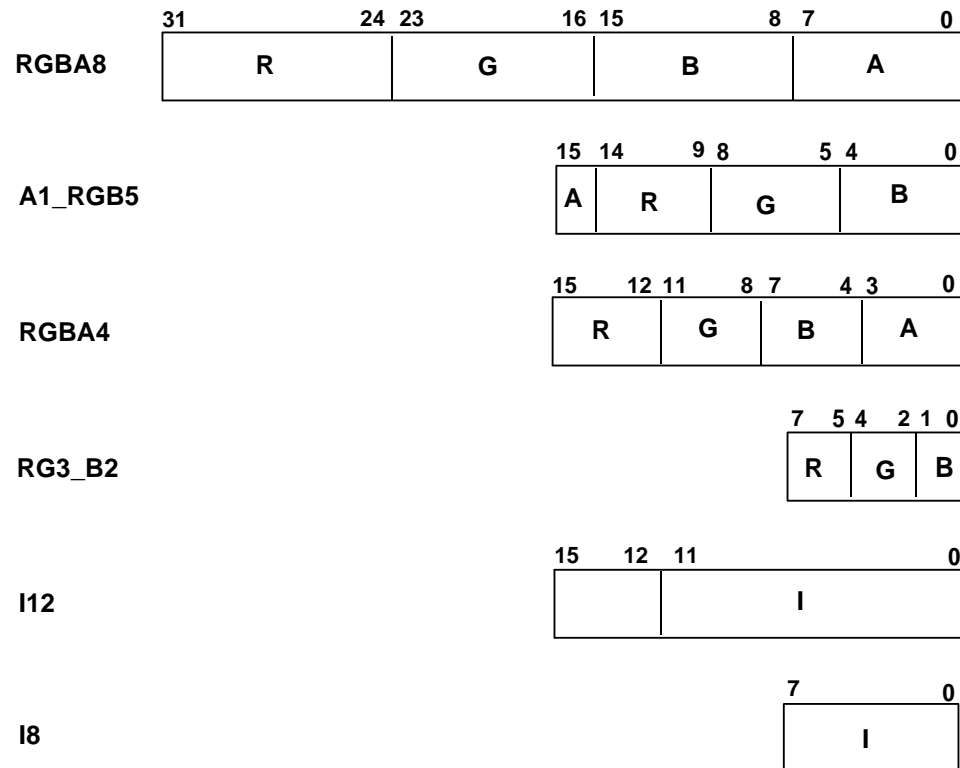 31 24 23 16 15 8 7 0
RGBA8 R G B A
15 14 9 8 5 4 0
A1_RGB5 A R G B
15 12 11 8 7 4 3 0
RGBA4 R G B A
7 5 4 2 1 0
RG3_B2 R G B
15 12 11 0
I12 I
7 0
I8 I